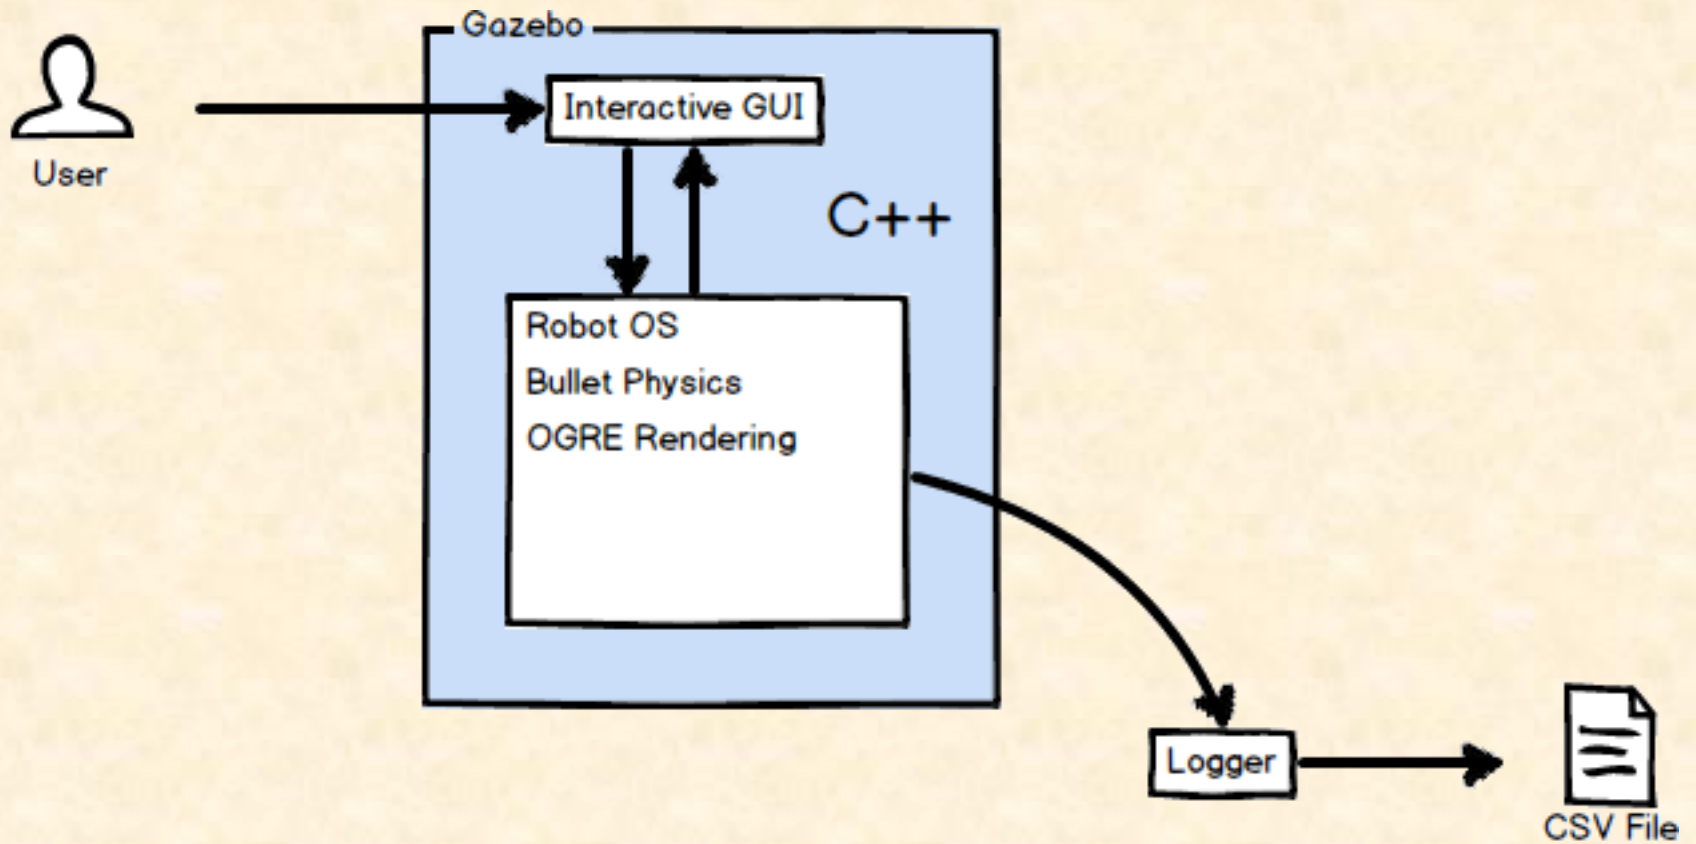 Gazebo
Interactive GUI
User
C++
Robot OS
Bullet Physics
OGRE Rendering
Logger
CSV File